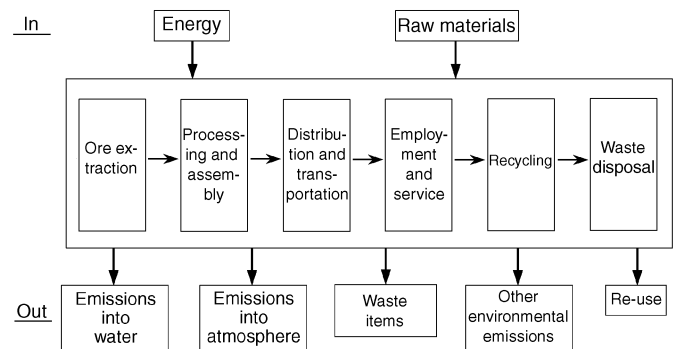 In
Energy
Raw materials
Ore ex-
traction
Process-
ing and
assem-
bly
Distribu-
tion and
trans-
portation
Employ-
ment
and
service
Recycling
Waste
disposal
Out
Emissions
into
water
Emissions
into
atmosphere
Waste
items
Other
environmental
emissions
Re-use